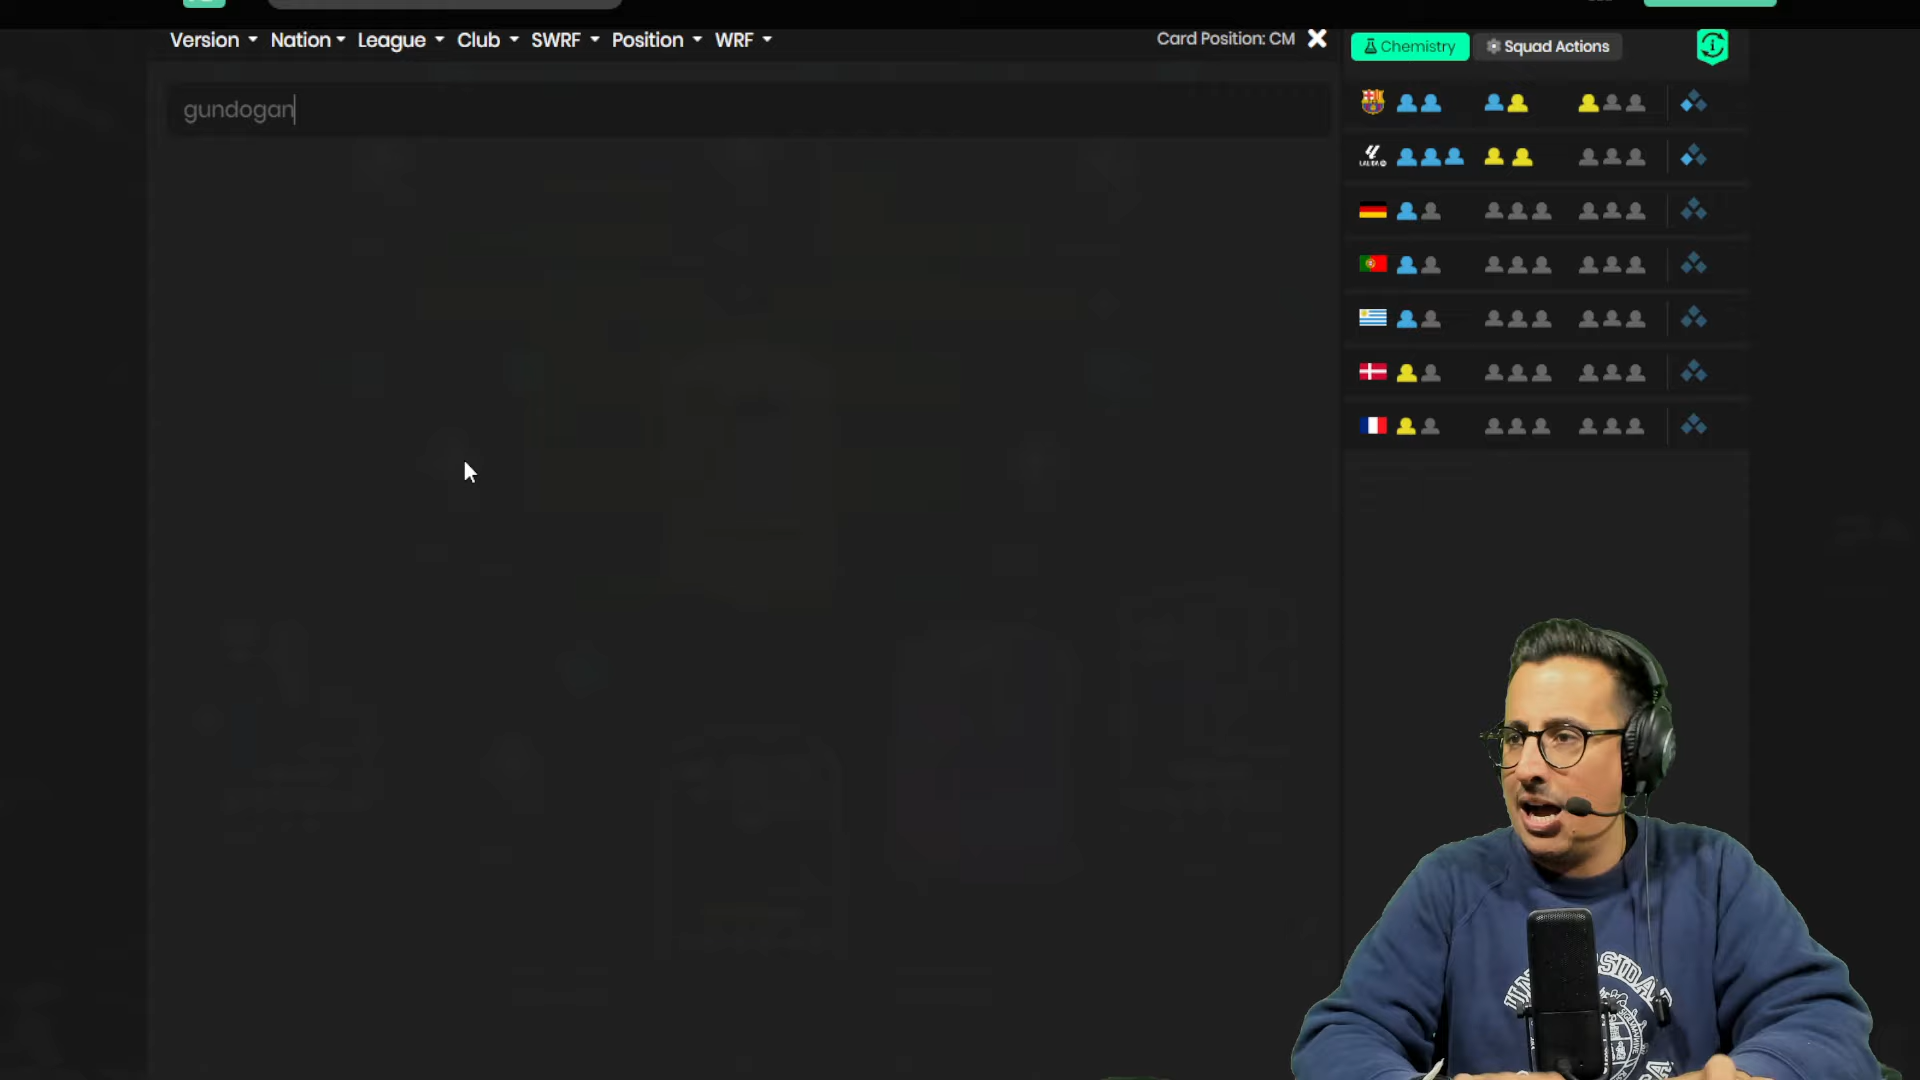 Version Nation League Club SWRF Position WRF Card Position: CM
Chemistry Squad Actions
gundogan